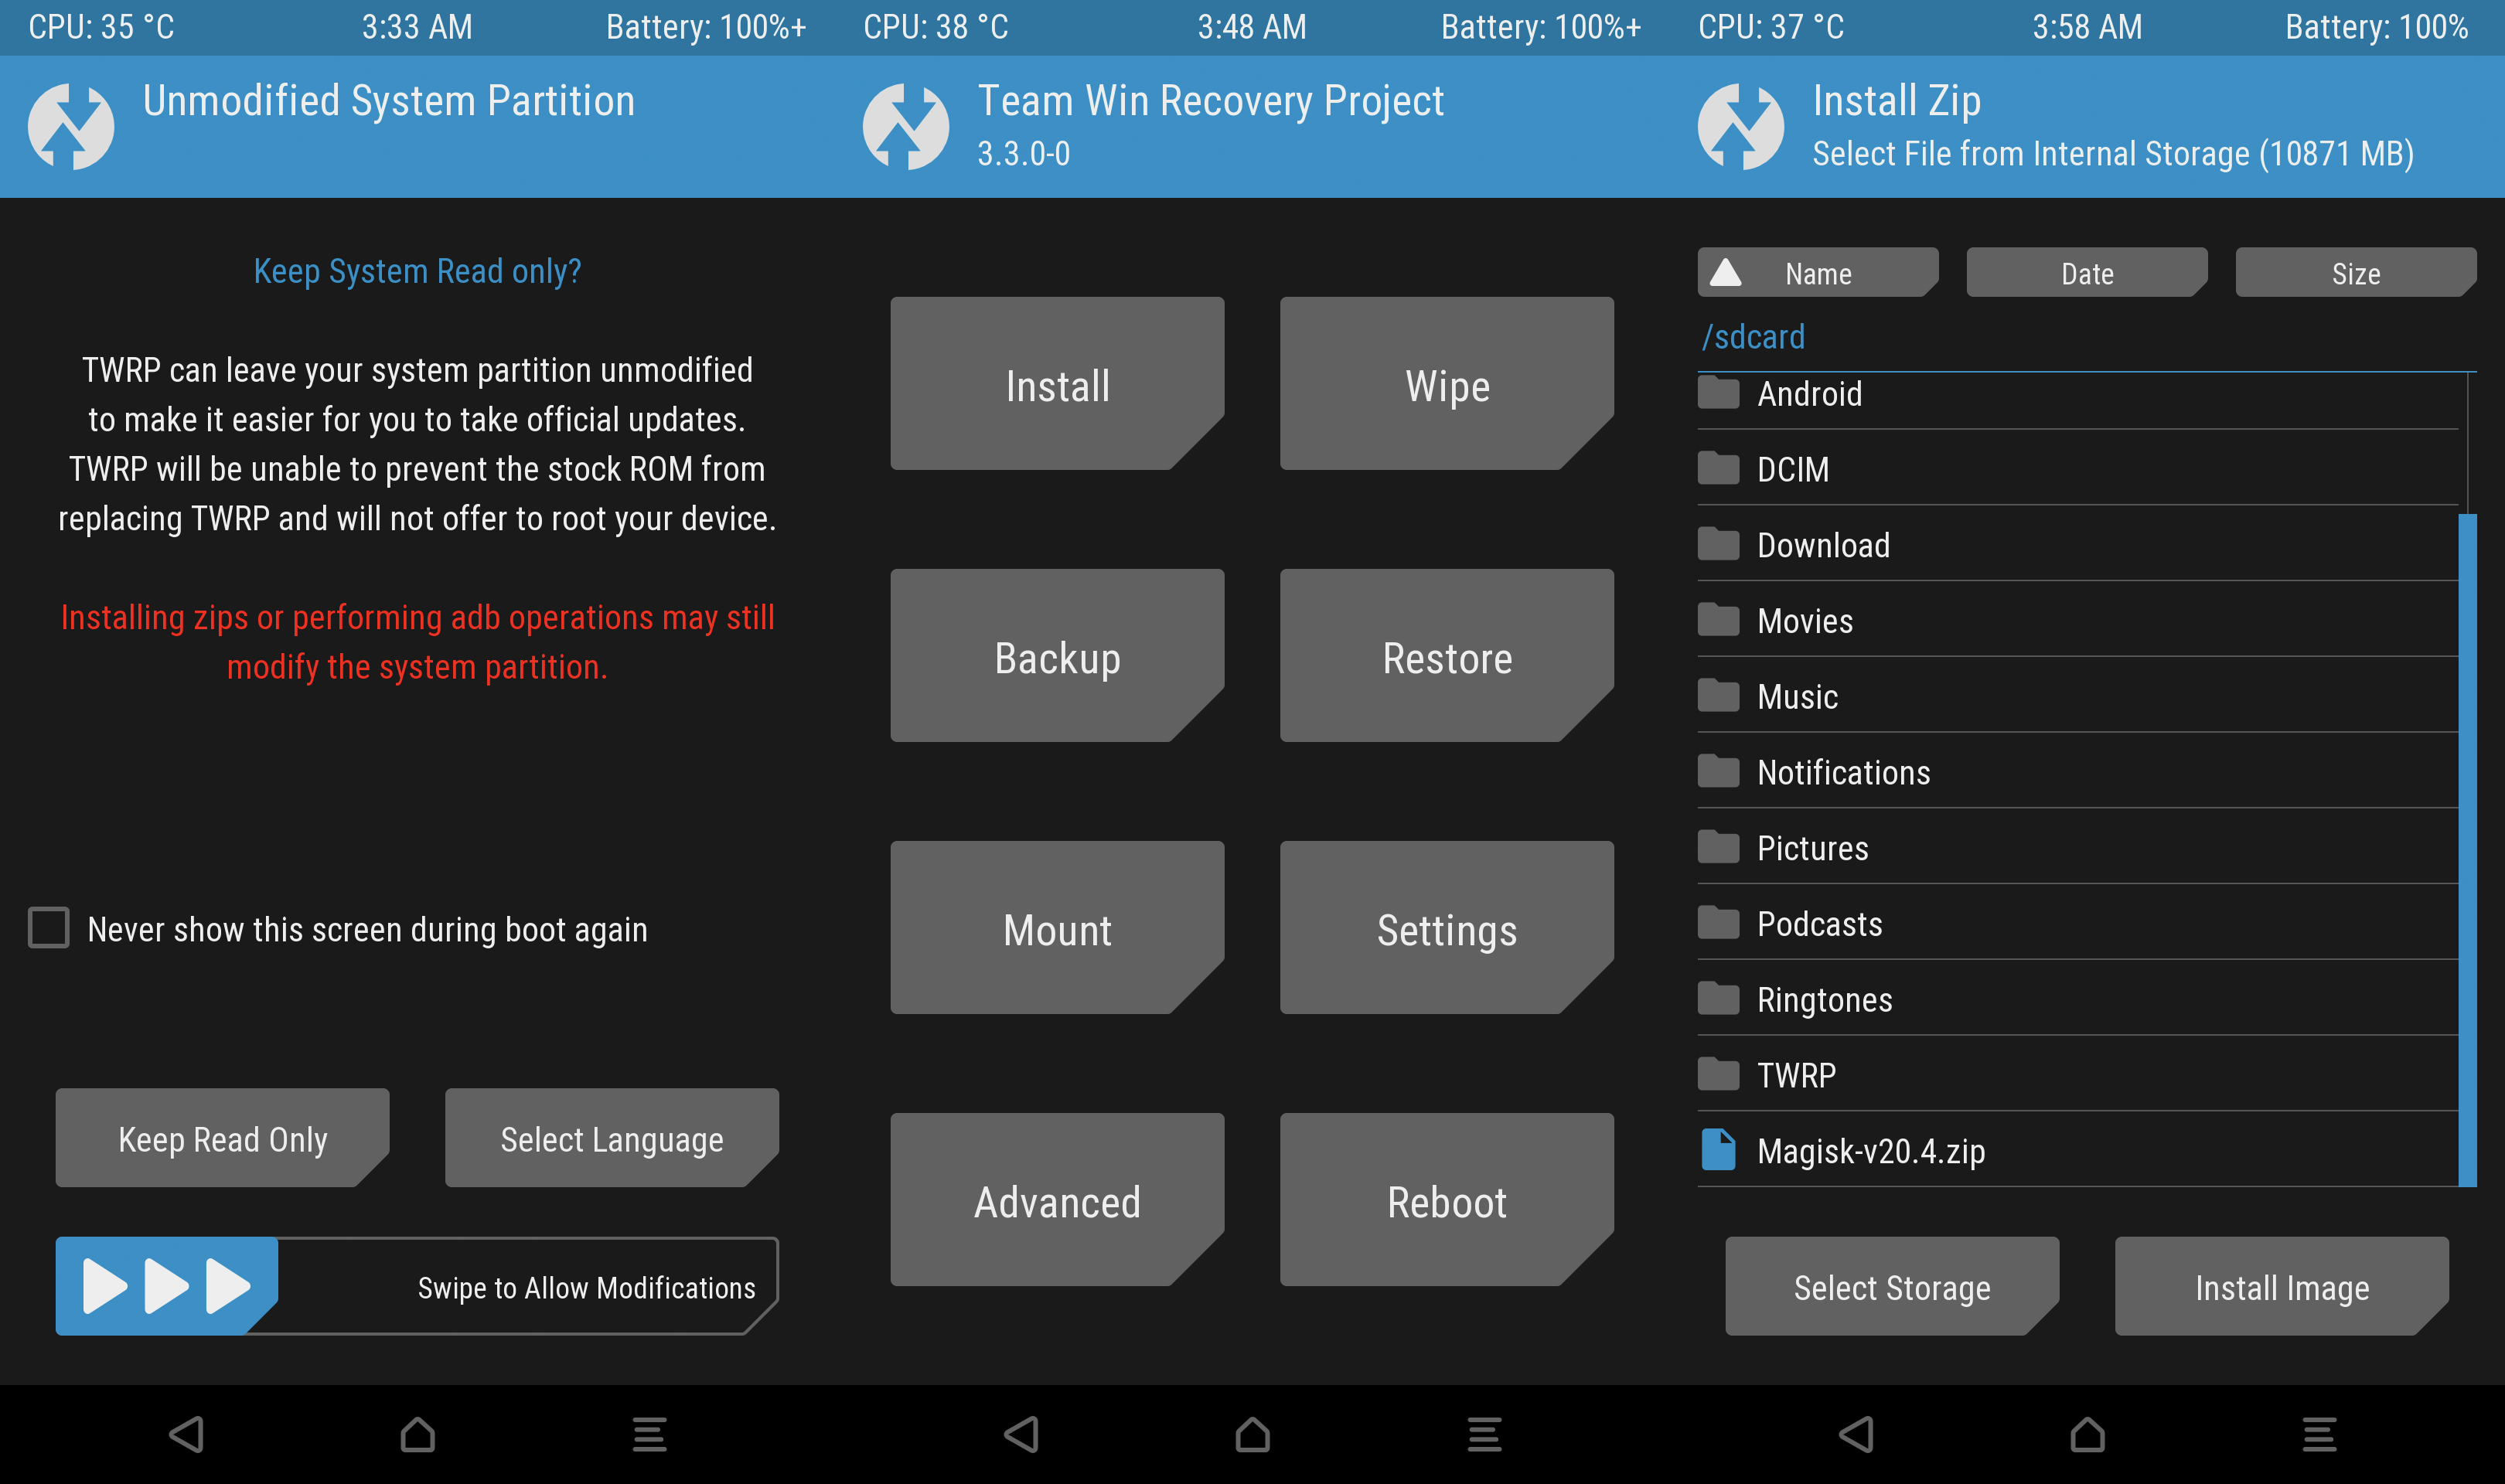 CPU: 35 °C 3:33 AM Battery: 100%+
Unmodified System Partition
Keep System Read only?
TWRP can leave your system partition unmodified
to make it easier for you to take official updates.
TWRP will be unable to prevent the stock ROM from
replacing TWRP and will not offer to root your device.
Installing zips or performing adb operations may still
modify the system partition.
Never show this screen during boot again
Keep Read Only Select Language
Swipe to Allow Modifications
CPU: 38 °C 3:48 AM Battery: 100%+
Team Win Recovery Project
3.3.0-0
Install Wipe
Backup Restore
Mount Settings
Advanced Reboot
CPU: 37 °C 3:58 AM Battery: 100%
Install Zip
Select File from Internal Storage (10871 MB)
Name Date Size
/sdcard
Android
DCIM
Download
Movies
Music
Notifications
Pictures
Podcasts
Ringtones
TWRP
Magisk-v20.4.zip
Select Storage Install Image